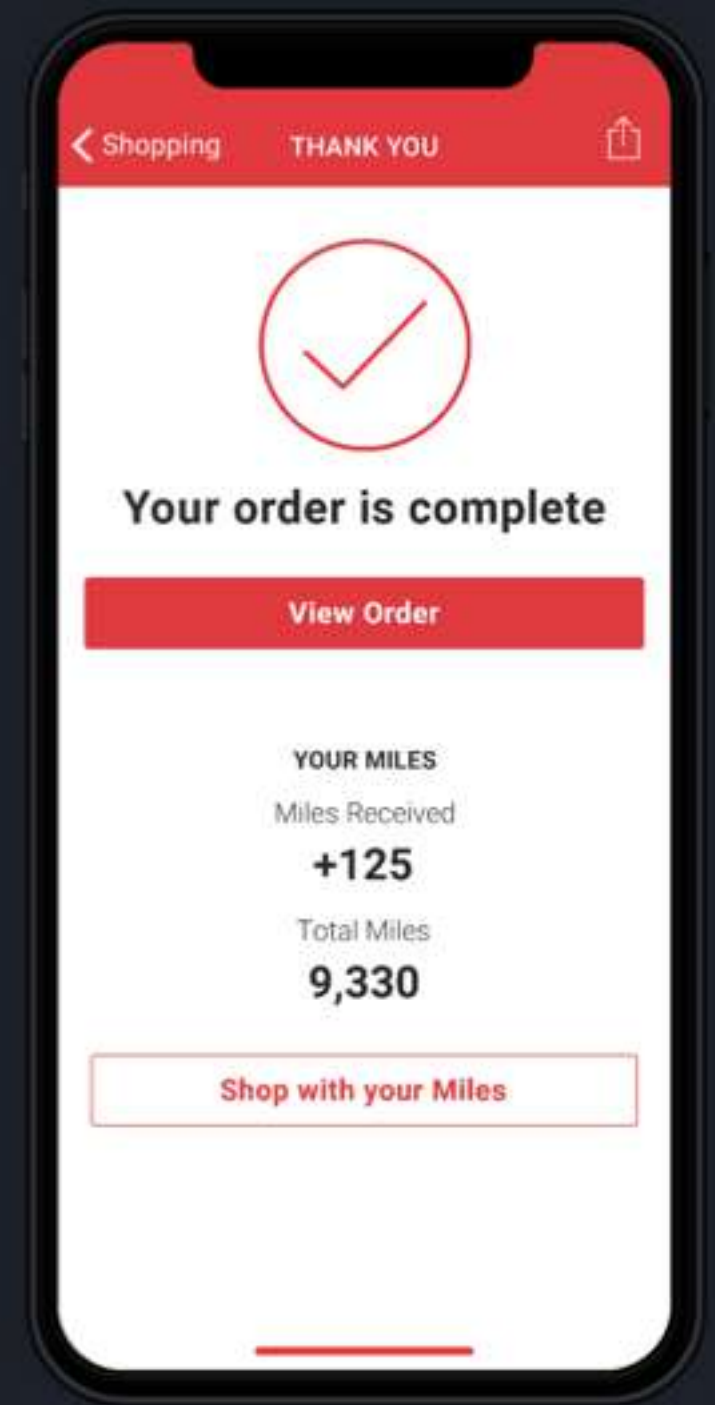 Shopping THANK YOU
Your order is complete
View Order
YOUR MILES
Miles Received
+125
Total Miles
9,330
Shop with your Miles